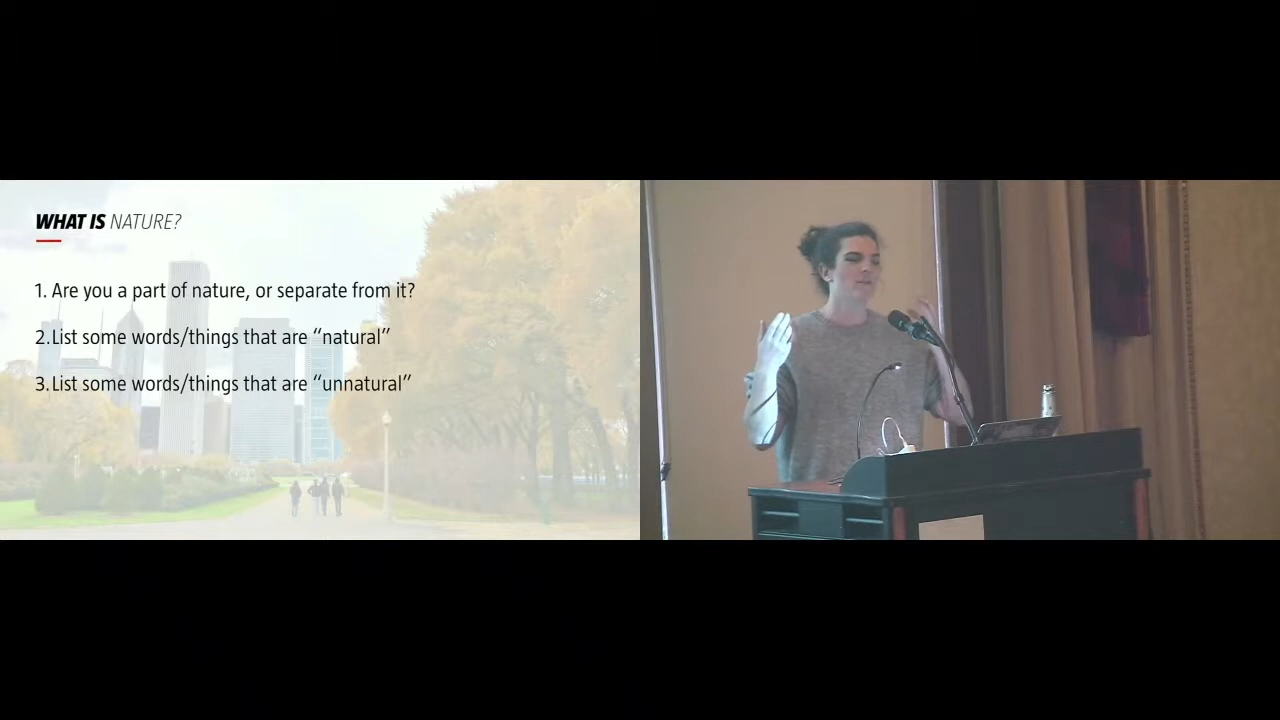 WHAT IS NATURE?
1. Are you a part of nature, or separate from it?
2. List some words/things that are “natural”
3. List some words/things that are “unnatural”